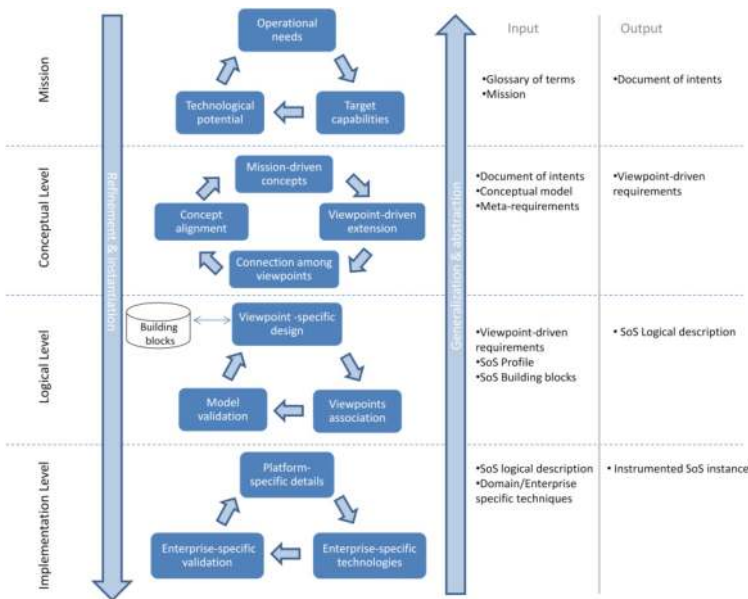 Input
Output
Mission
Operational
needs
Technological
potential
Target
capabilities
•Glossary of terms
•Mission
•Document of intents
Refinement & instantiation
Generalization & abstraction
Conceptual Level
Mission-driven
concepts
Concept
alignment
Viewpoint-driven
extension
Connection among
viewpoints
•Document of intents
•Conceptual model
•Meta-requirements
•Viewpoint-driven
requirements
Logical Level
Building
blocks
Viewpoint -specific
design
Model
validation
Viewpoints
association
•Viewpoint-driven
requirements
•SoS Profile
•SoS Building blocks
• SoS Logical description
Implementation Level
Platform-
specific details
Enterprise-specific
validation
Enterprise-specific
technologies
•SoS logical description
•Domain/Enterprise
specific techniques
• Instrumented SoS instance